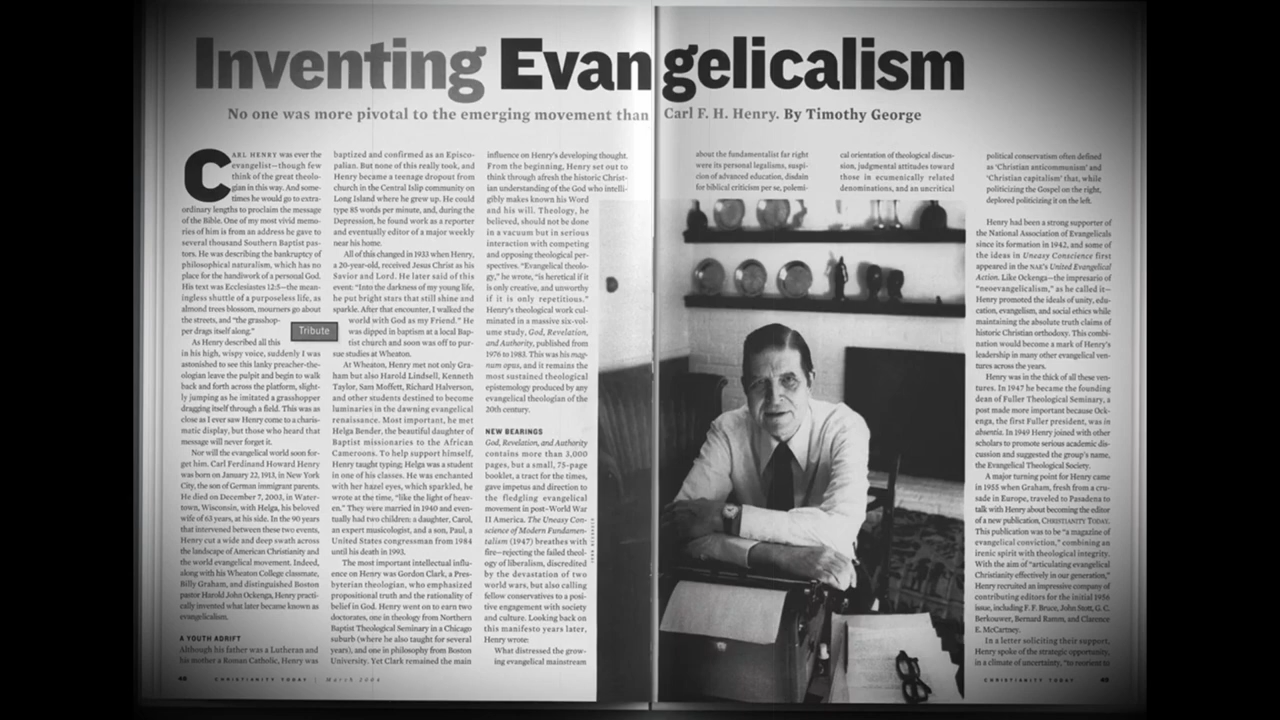 Inventing Evangelicalism
No one was more pivotal to the emerging movement than Carl F. H. Henry. By Timothy George
CARL HENRY was ever the
evangelist—though few
think of the great theolo-
gian in this way. And some-
times he would go to extra-
ordinary lengths to proclaim the message
of the Bible. One of my most vivid memo-
ries of him is from an address he gave to
several thousand Southern Baptist pas-
tors. He was describing the bankruptcy of
philosophical naturalism, which has no
place for the handiwork of a personal God.
His text was Ecclesiastes 12:5—the mean-
ingless shuttle of a purposeless life, as
almond trees blossom, mourners go about
the streets, and "the grasshop-
per drags itself along."
As Henry described all this
in his high, wispy voice, suddenly I was
astonished to see this lanky preacher-the-
ologian leave the pulpit and begin to walk
back and forth across the platform, slight-
ly jumping as he imitated a grasshopper
dragging itself through a field. This was as
close as I ever saw Henry come to a charis-
matic display, but those who heard that
message will never forget it.
Nor will the evangelical world soon for-
get him. Carl Ferdinand Howard Henry
was born on January 22, 1913, in New York
City, the son of German immigrant parents.
He died on December 7, 2003, in Water-
town, Wisconsin, with Helga, his beloved
wife of 63 years, at his side. In the 90 years
that intervened between these two events,
Henry cut a wide and deep swath across
the landscape of American Christianity and
the world evangelical movement. Indeed,
along with his Wheaton College classmate,
Billy Graham, and distinguished Boston
pastor Harold John Ockenga, Henry practi-
cally invented what later became known as
evangelicalism.
A YOUTH ADRIFT
Although his father was a Lutheran and
his mother a Roman Catholic, Henry was
Tribute
baptized and confirmed as an Episco-
palian. But none of this really took, and
Henry became a teenage dropout from
church in the Central Islip community on
Long Island where he grew up. He could
type 85 words per minute, and, during the
Depression, he found work as a reporter
and eventually editor of a major weekly
near his home.
All of this changed in 1933 when Henry,
a 20-year-old, received Jesus Christ as his
Savior and Lord. He later said of this
event: "Into the darkness of my young life,
he put bright stars that still shine and
sparkle. After that encounter, I walked the
world with God as my Friend." He
was dipped in baptism at a local Bap-
tist church and soon was off to pur-
sue studies at Wheaton.
At Wheaton, Henry met not only Gra-
ham but also Harold Lindsell, Kenneth
Taylor, Sam Moffett, Richard Halverson,
and other students destined to become
luminaries in the dawning evangelical
renaissance. Most important, he met
Helga Bender, the beautiful daughter of
Baptist missionaries to the African
Cameroons. To help support himself,
Henry taught typing; Helga was a student
in one of his classes. He was enchanted
with her hazel eyes, which sparkled, he
wrote at the time, "like the light of heav-
en." They were married in 1940 and even-
tually had two children: a daughter, Carol,
an expert musicologist, and a son, Paul, a
United States congressman from 1984
until his death in 1993.
The most important intellectual influ-
ence on Henry was Gordon Clark, a Pres-
byterian theologian, who emphasized
propositional truth and the rationality of
belief in God. Henry went on to earn two
doctorates, one in theology from Northern
Baptist Theological Seminary in a Chicago
suburb (where he also taught for several
years), and one in philosophy from Boston
University. Yet Clark remained the main
influence on Henry's developing thought.
From the beginning, Henry set out to
think through afresh the historic Christ-
ian understanding of the God who intelli-
gibly makes known his Word
and his will. Theology, he
believed, should not be done
in a vacuum but in serious
interaction with competing
and opposing theological per-
spectives. "Evangelical theolo-
gy," he wrote, "is heretical if it
is only creative, and unworthy
if it is only repetitious."
Henry's theological work cul-
minated in a massive six-vol-
ume study, God, Revelation,
and Authority, published from
1976 to 1983. This was his mag-
num opus, and it remains the
most sustained theological
epistemology produced by any
evangelical theologian of the
20th century.
NEW BEARINGS
God, Revelation, and Authority
contains more than 3,000
pages, but a small, 75-page
booklet, a tract for the times,
gave impetus and direction to
the fledgling evangelical
movement in post-World War
II America. The Uneasy Con-
science of Modern Fundamen-
talism (1947) breathes with
fire—rejecting the failed theol-
ogy of liberalism, discredited
by the devastation of two
world wars, but also calling
fellow conservatives to a posi-
tive engagement with society
and culture. Looking back on
this manifesto years later,
Henry wrote:
What distressed the grow-
ing evangelical mainstream
about the fundamentalist far right
were its personal legalisms, suspi-
cion of advanced education, disdain
for biblical criticism per se, polemi-
cal orientation of theological discus-
sion, judgmental attitudes toward
those in ecumenically related
denominations, and an uncritical
political conservatism often defined
as 'Christian anticommunism' and
'Christian capitalism' that, while
politicizing the Gospel on the right,
deplored politicizing it on the left.
Henry had been a strong supporter of
the National Association of Evangelicals
since its formation in 1942, and some of
the ideas in Uneasy Conscience first
appeared in the NAE's United Evangelical
Action. Like Ockenga—the impresario of
"neoevangelicalism," as he called it—
Henry promoted the ideals of unity, edu-
cation, evangelism, and social ethics while
maintaining the absolute truth claims of
historic Christian orthodoxy. This combi-
nation would become a mark of Henry's
leadership in many other evangelical ven-
tures across the years.
Henry was in the thick of all these ven-
tures. In 1947 he became the founding
dean of Fuller Theological Seminary, a
post made more important because Ock-
enga, the first Fuller president, was in
absentia. In 1949 Henry joined with other
scholars to promote serious academic dis-
cussion and suggested the group's name,
the Evangelical Theological Society.
A major turning point for Henry came
in 1955 when Graham, fresh from a cru-
sade in Europe, traveled to Pasadena to
talk with Henry about becoming the editor
of a new publication, CHRISTIANITY TODAY.
This publication was to be "a magazine of
evangelical conviction," combining an
irenic spirit with theological integrity.
With the aim of "articulating evangelical
Christianity effectively in our generation,"
Henry recruited an impressive company of
contributing editors for the initial 1956
issue, including F. F. Bruce, John Stott, G. C.
Berkouwer, Bernard Ramm, and Clarence
E. McCartney.
In a letter soliciting their support,
Henry spoke of the strategic opportunity,
in a climate of uncertainty, "to reorient to
48 CHRISTIANITY TODAY | March 2004
CHRISTIANITY TODAY 49